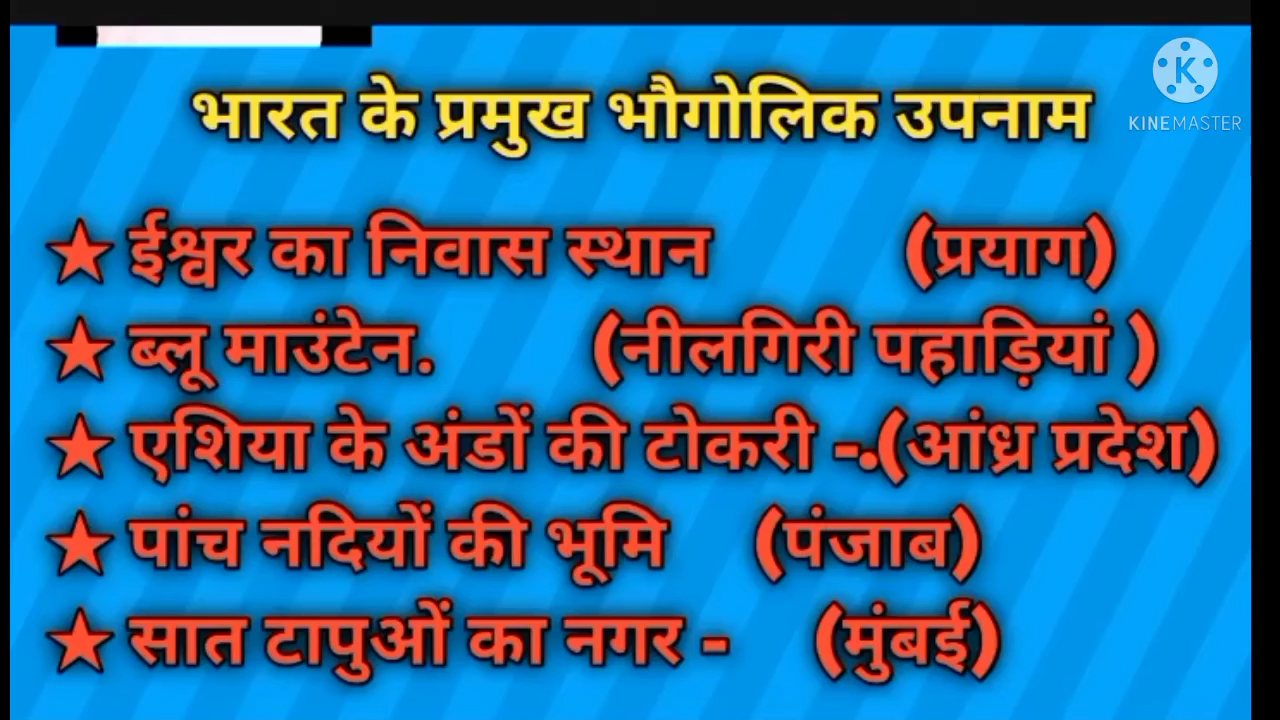 भारत के प्रमुख भौगोलिक उपनाम
KINEMASTER
★ ईश्वर का निवास स्थान (प्रयाग)
★ ब्लू माउंटेन. (नीलगिरी पहाड़ियां )
★ एशिया के अंडों की टोकरी -.(आंध्र प्रदेश)
★ पांच नदियों की भूमि (पंजाब)
★ सात टापुओं का नगर - (मुंबई)